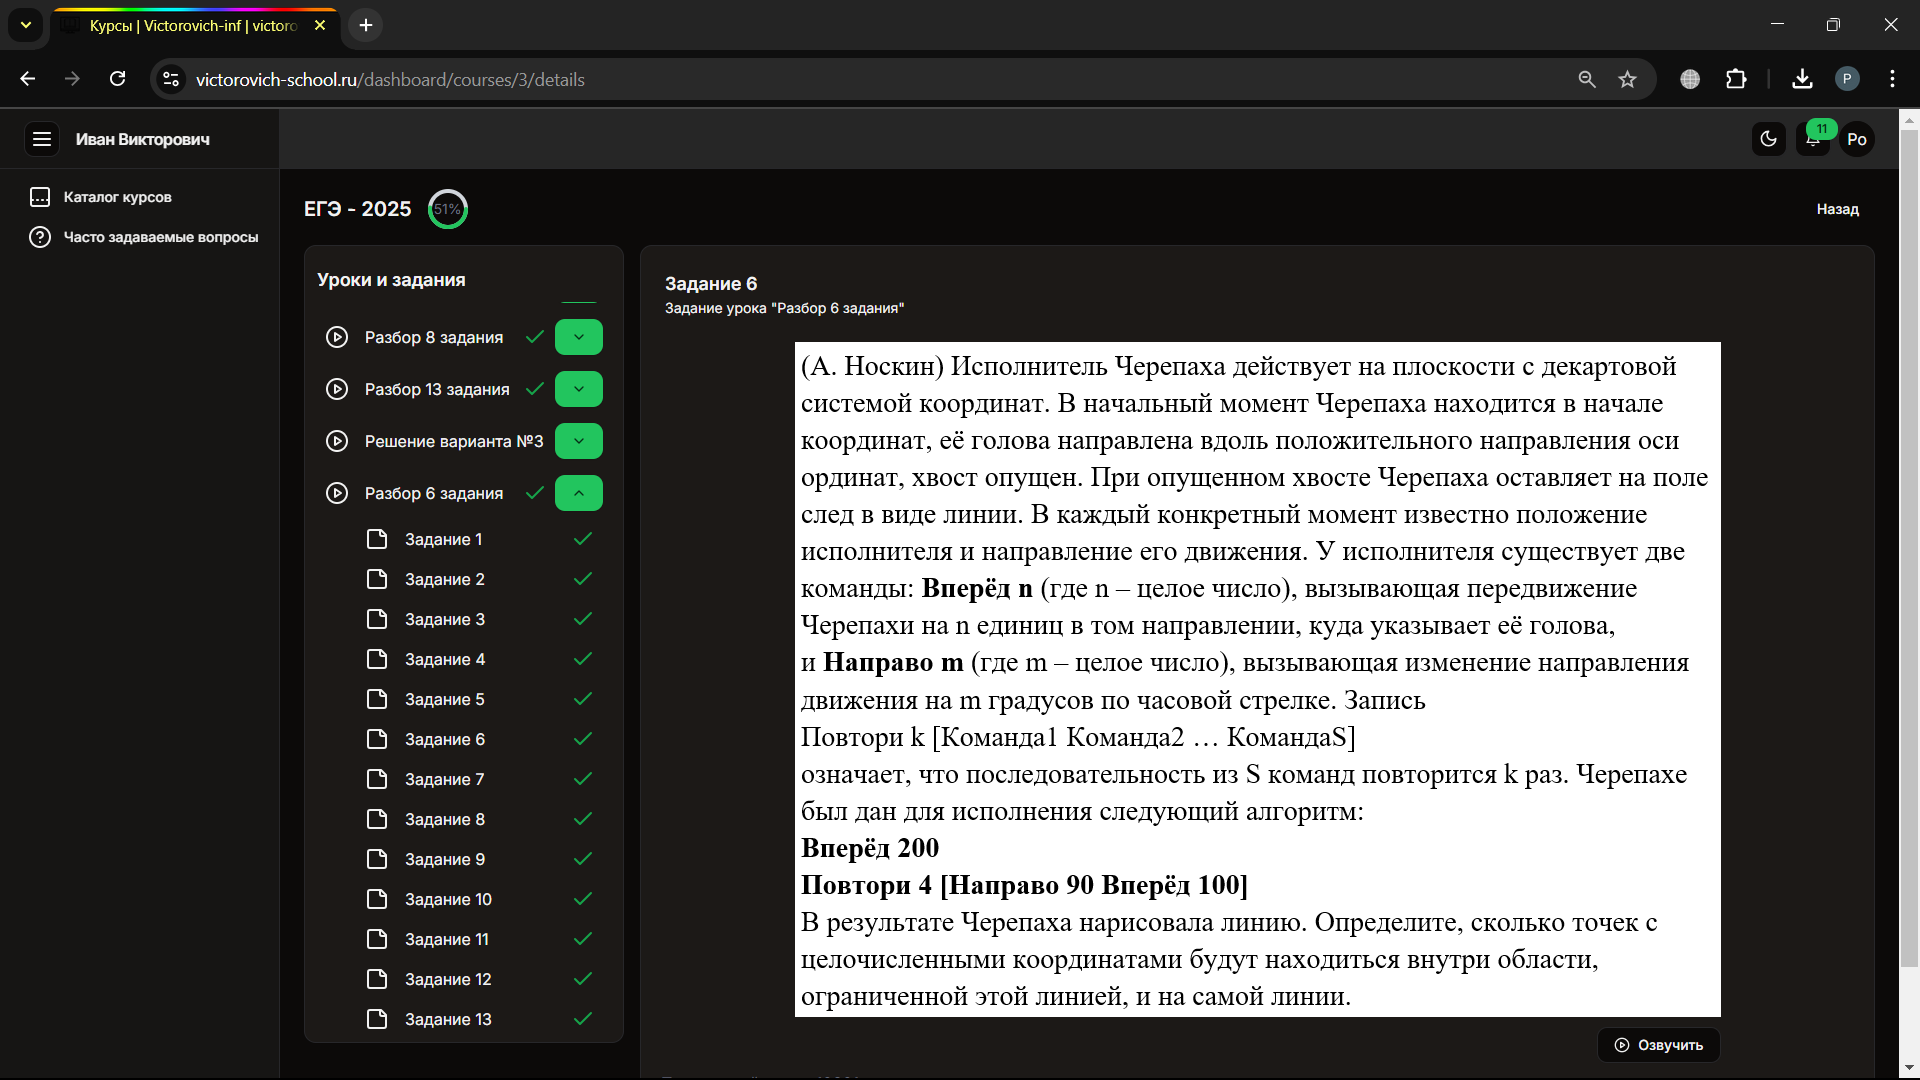 Курсы | Victorovich-inf | victoro
victorovich-school.ru/dashboard/courses/3/details
P
Иван Викторович
11
Po
Каталог курсов
Часто задаваемые вопросы
ЕГЭ - 2025
51%
Назад
Уроки и задания
Разбор 8 задания
Разбор 13 задания
Решение варианта №3
Разбор 6 задания
Задание 1
Задание 2
Задание 3
Задание 4
Задание 5
Задание 6
Задание 7
Задание 8
Задание 9
Задание 10
Задание 11
Задание 12
Задание 13
Задание 6
Задание урока "Разбор 6 задания"
(А. Носкин) Исполнитель Черепаха действует на плоскости с декартовой
системой координат. В начальный момент Черепаха находится в начале
координат, её голова направлена вдоль положительного направления оси
ординат, хвост опущен. При опущенном хвосте Черепаха оставляет на поле
след в виде линии. В каждый конкретный момент известно положение
исполнителя и направление его движения. У исполнителя существует две
команды: Вперёд n (где n – целое число), вызывающая передвижение
Черепахи на n единиц в том направлении, куда указывает её голова,
и Направо m (где m – целое число), вызывающая изменение направления
движения на m градусов по часовой стрелке. Запись
Повтори k [Команда1 Команда2 … КомандаS]
означает, что последовательность из S команд повторится k раз. Черепахе
был дан для исполнения следующий алгоритм:
Вперёд 200
Повтори 4 [Направо 90 Вперёд 100]
В результате Черепаха нарисовала линию. Определите, сколько точек с
целочисленными координатами будут находиться внутри области,
ограниченной этой линией, и на самой линии.
Озвучить